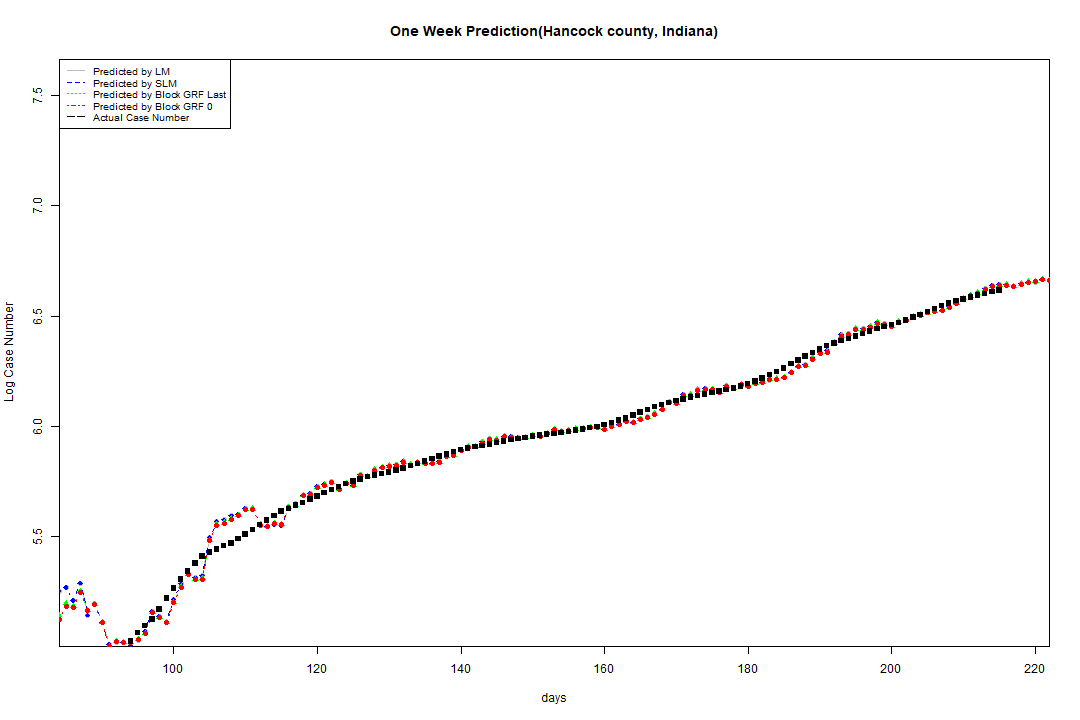 One Week Prediction(Hancock county, Indiana)
Predicted by LM
Predicted by SLM
Predicted by Block GRF Last
Predicted by Block GRF 0
Actual Case Number
7.5
7.0
6.5
6.0
5.5
Log Case Number
100 120 140 160 180 200 220
days